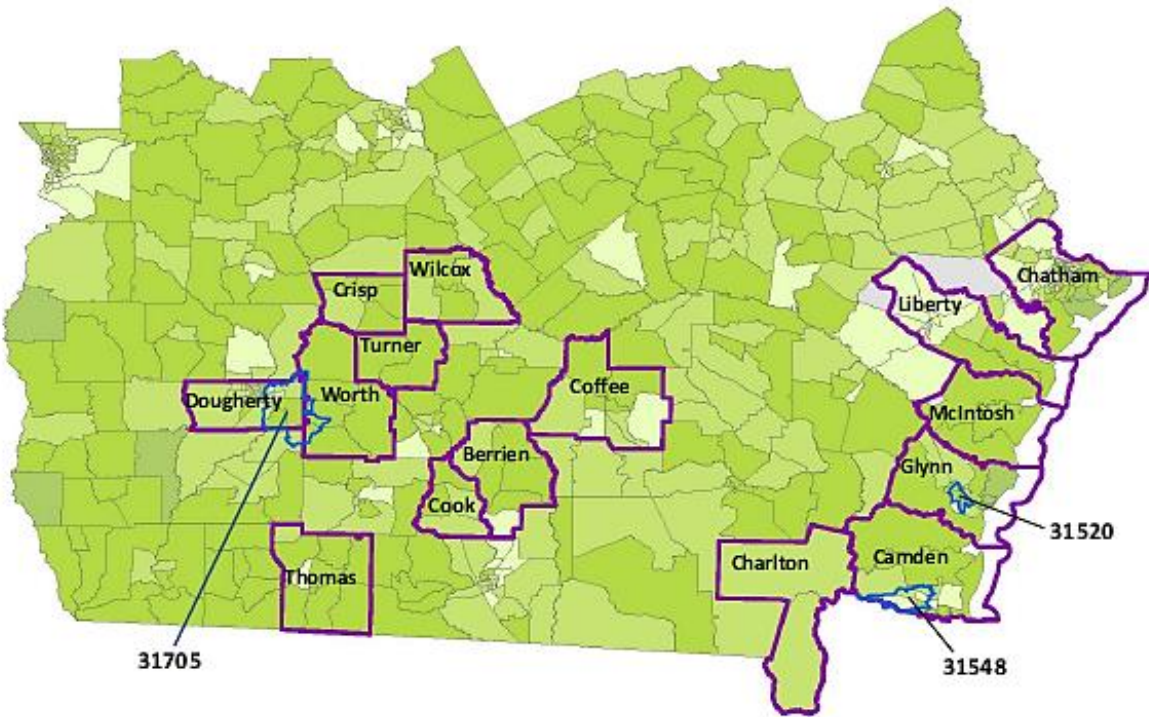 Wilcox
Crisp
Chatham
Liberty
Turner
Coffee
Dougherty
Worth
McIntosh
Berrien
Glynn
Cook
31520
Charlton
Camden
Thomas
31705
31548